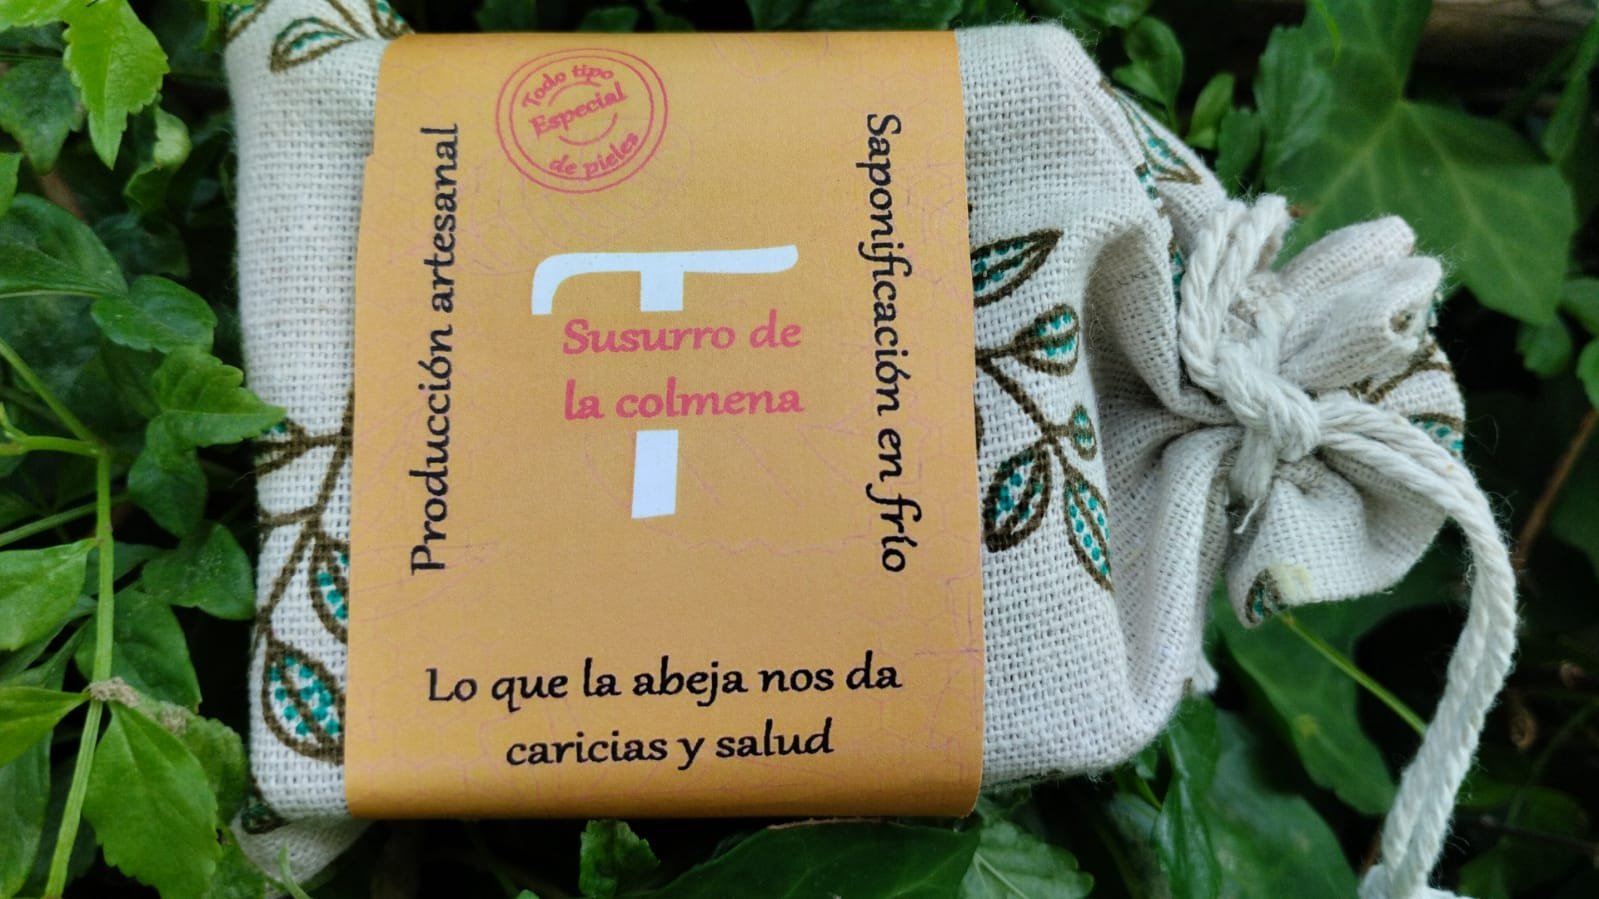 Todo tipo
Especial
de pieles
Producción artesanal
Saponificación en frío
Susurro de
la colmena
Lo que la abeja nos da
caricias y salud